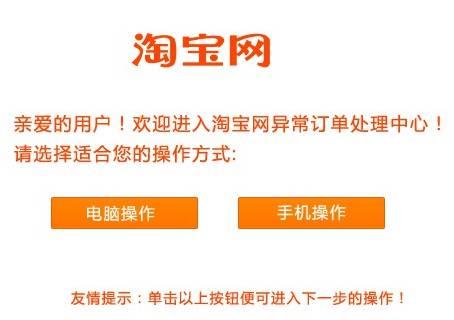 淘宝网
亲爱的用户！欢迎进入淘宝网异常订单处理中心！
请选择适合您的操作方式:
电脑操作
手机操作
友情提示：单击以上按钮便可进入下一步的操作！